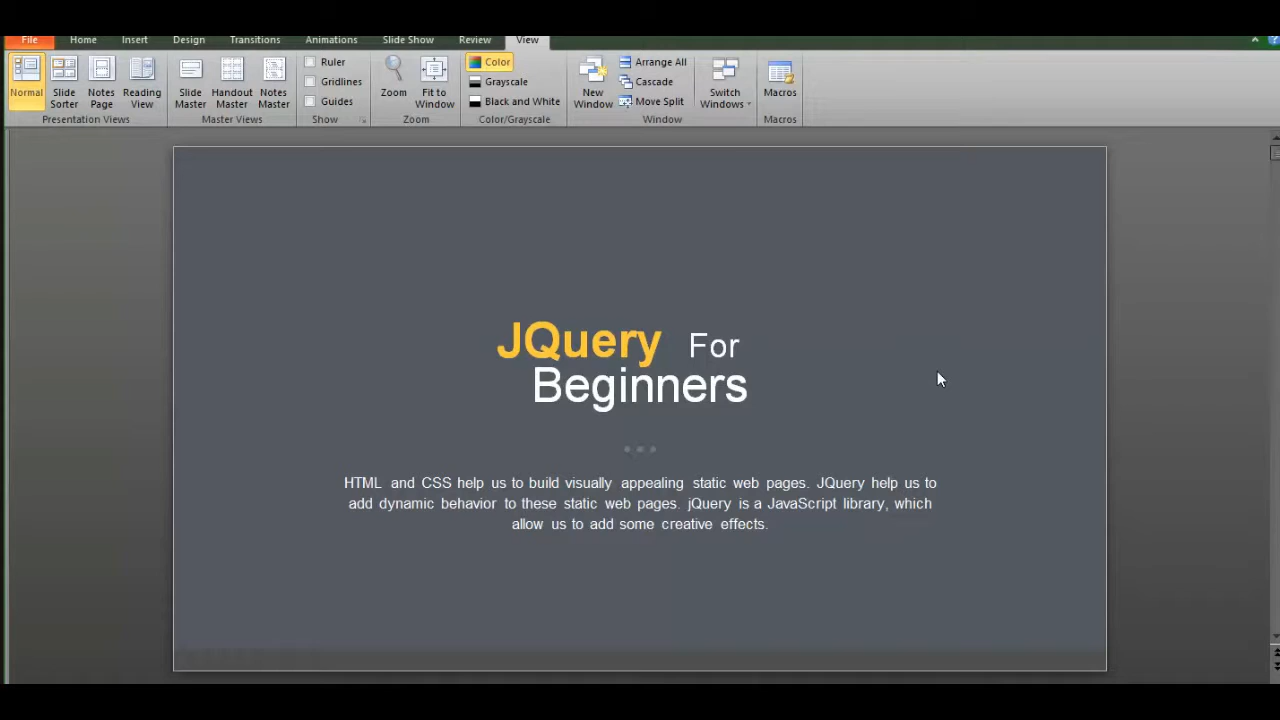 File Home Insert Design Transitions Animations Slide Show Review View
Normal Slide Sorter Notes Page Reading View
Presentation Views
Slide Master Handout Master Notes Master
Master Views
Ruler
Gridlines
Guides
Show
Zoom Fit to Window
Zoom
Color
Grayscale
Black and White
Color/Grayscale
New Window
Arrange All
Cascade
Move Split
Switch Windows
Window
Macros
Macros
JQuery For
Beginners
HTML and CSS help us to build visually appealing static web pages. JQuery help us to
add dynamic behavior to these static web pages. jQuery is a JavaScript library, which
allow us to add some creative effects.